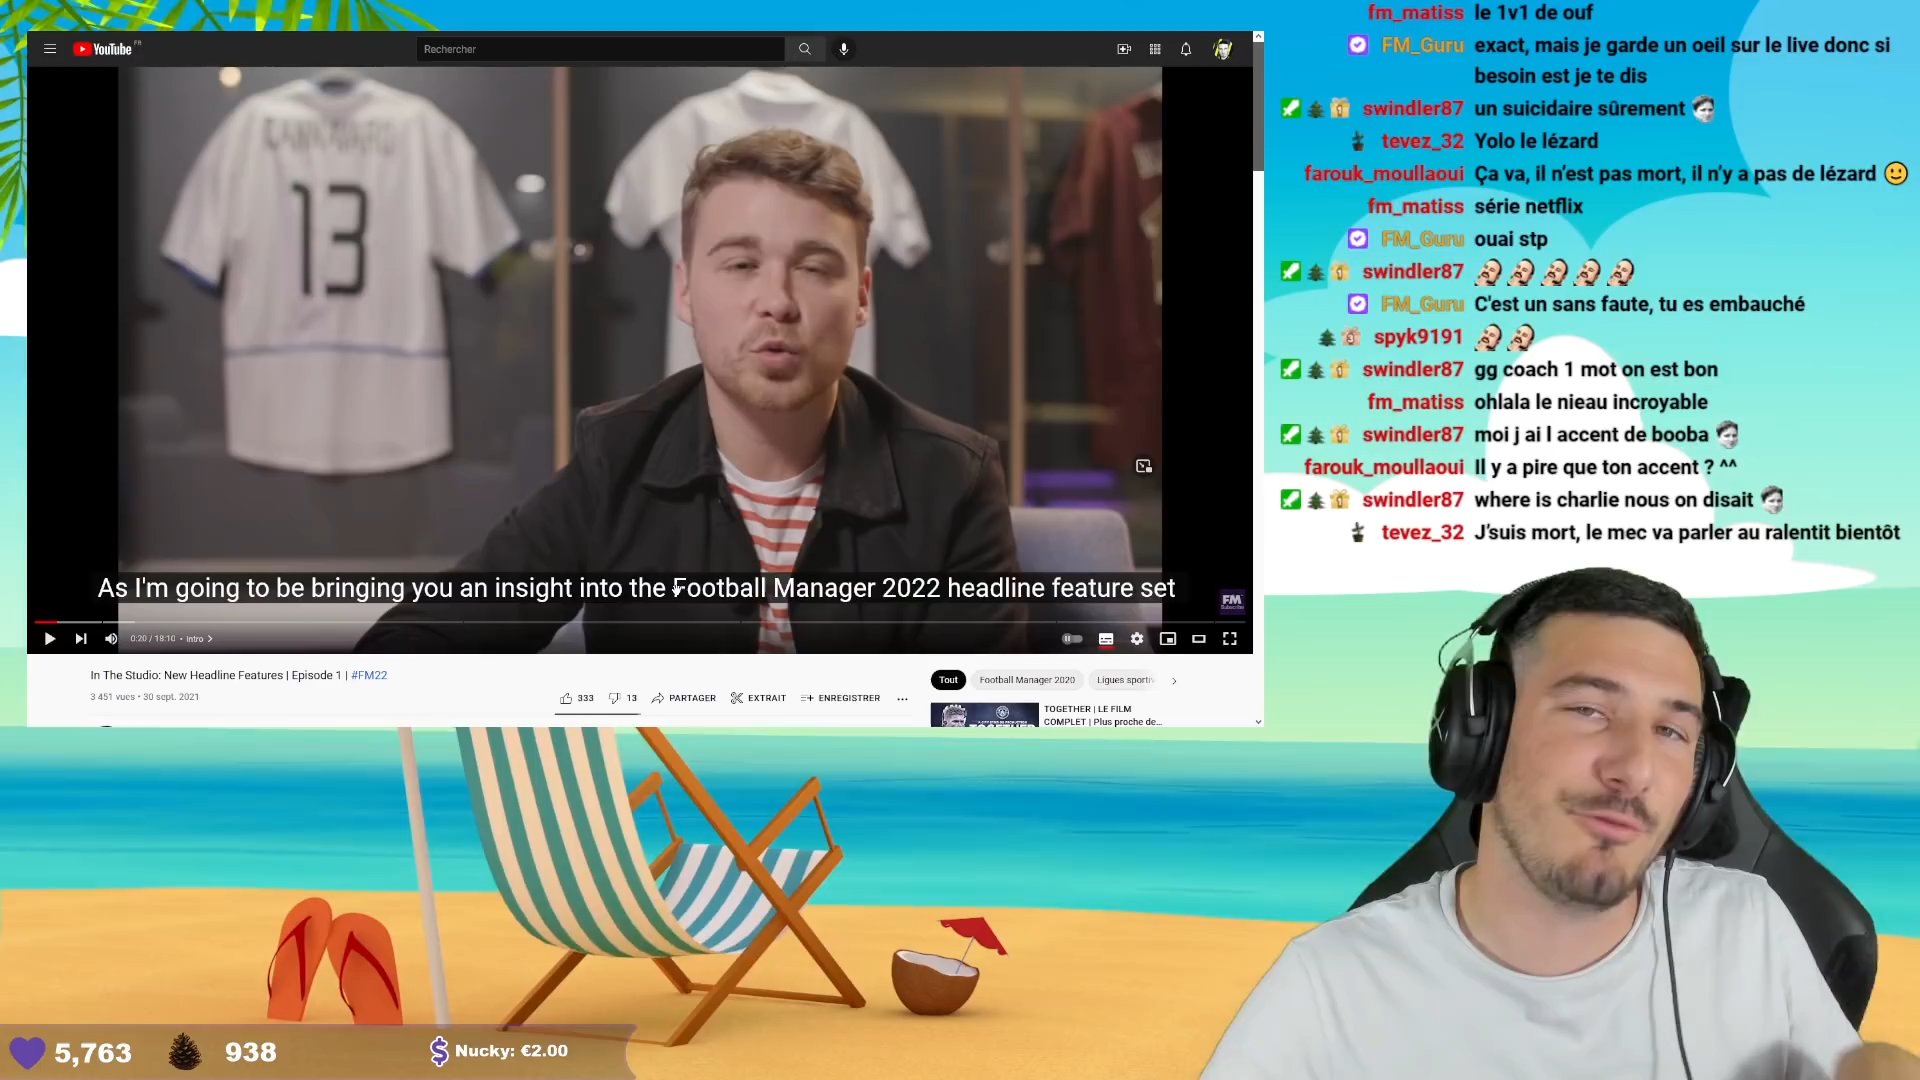 YouTube FR
Rechercher
CANNAVARO
13
As I'm going to be bringing you an insight into the Football Manager 2022 headline feature set
FM
Subscribe
0:20 / 18:10 • Intro
In The Studio: New Headline Features | Episode 1 | #FM22
3 451 vues • 30 sept. 2021
333
13
PARTAGER
EXTRAIT
ENREGISTRER
...
Tout
Football Manager 2020
Ligues sportiv
TOGETHER | LE FILM
COMPLET | Plus proche de...
fm_matiss le 1v1 de ouf
FM_Guru exact, mais je garde un oeil sur le live donc si
besoin est je te dis
swindler87 un suicidaire sûrement
tevez_32 Yolo le lézard
farouk_moullaoui Ça va, il n’est pas mort, il n’y a pas de lézard
fm_matiss série netflix
FM_Guru ouai stp
swindler87
FM_Guru C'est un sans faute, tu es embauché
spyk9191
swindler87 gg coach 1 mot on est bon
fm_matiss ohlala le nieau incroyable
swindler87 moi j ai l accent de booba
farouk_moullaoui Il y a pire que ton accent ? ^^
swindler87 where is charlie nous on disait
tevez_32 J’suis mort, le mec va parler au ralentit bientôt
5,763
938
$ Nucky: €2.00